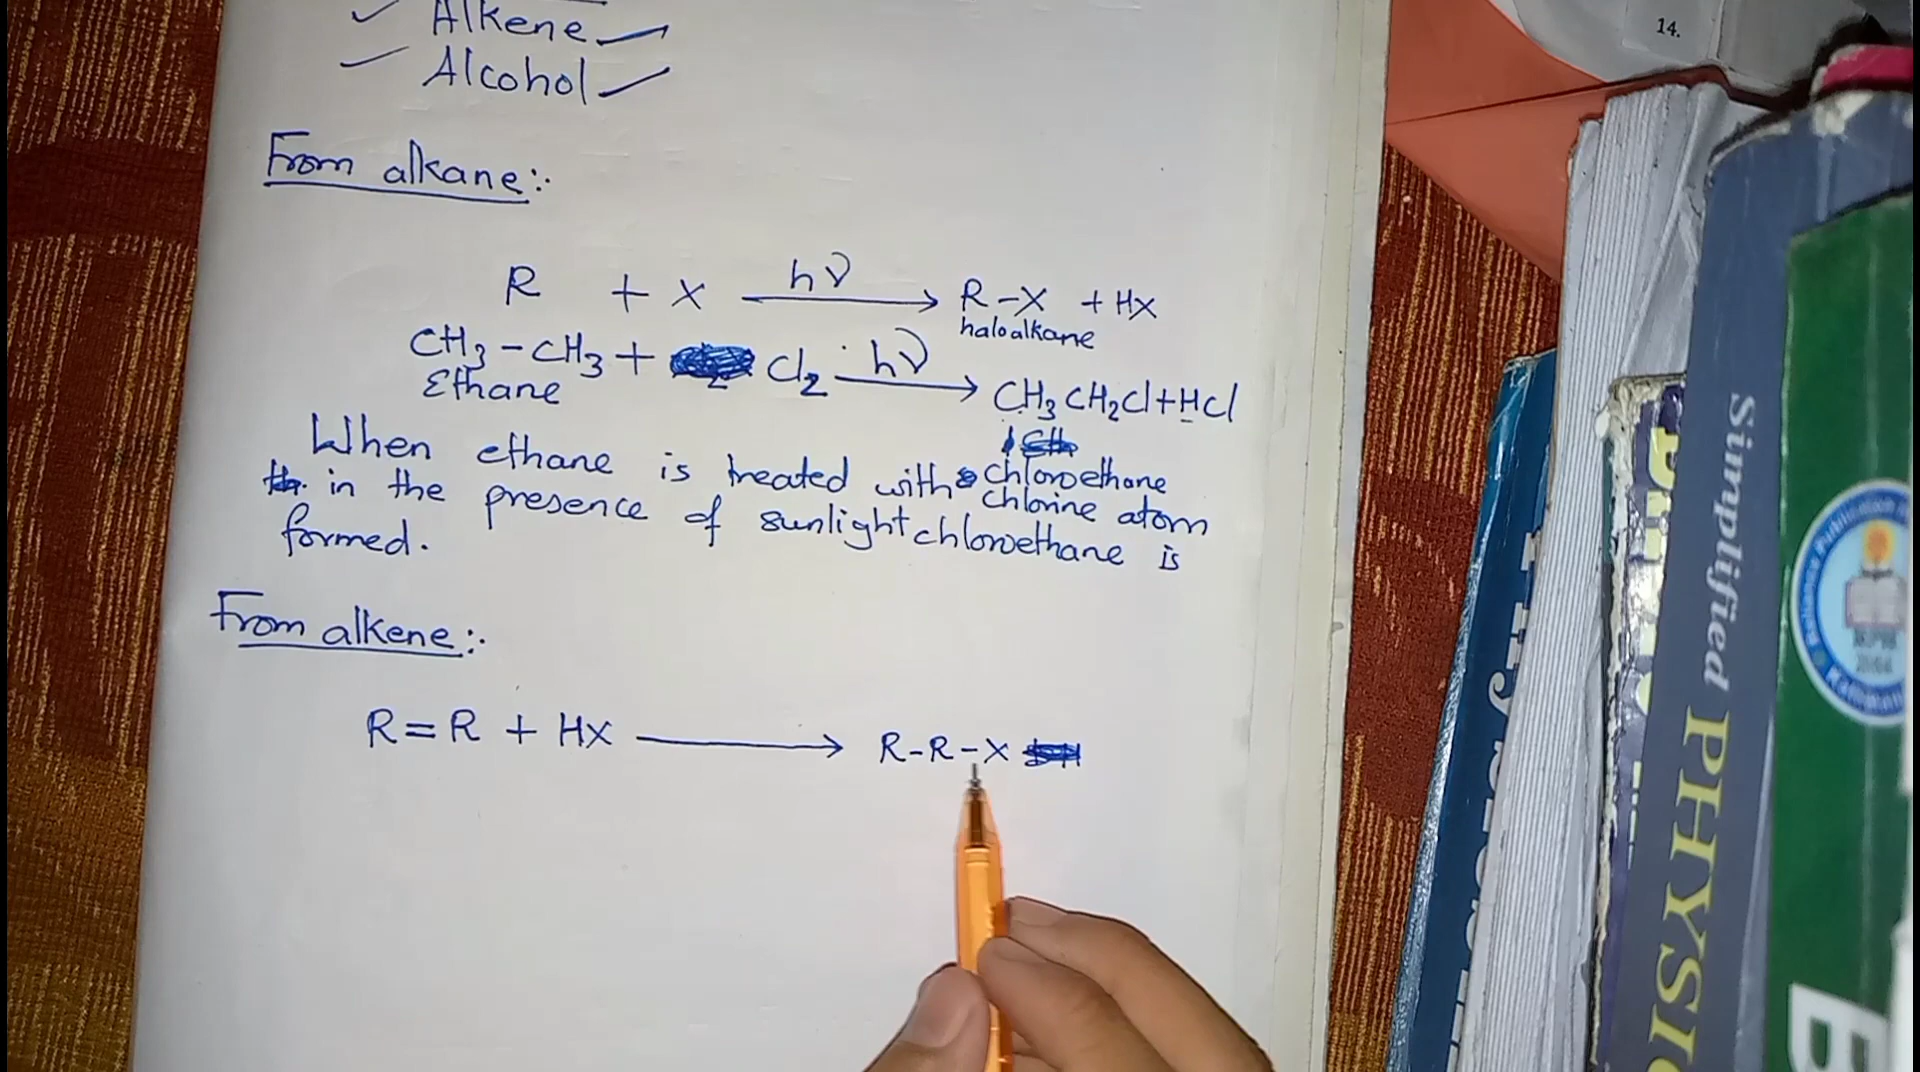 Alkene
Alcohol
From alkane:
R + X hν → R-X + HX
haloalkane
CH3-CH3 + Cl2 hν → CH3CH2Cl+HCl
Ethane
chloroethane
When ethane is treated with chlorine atom
in the presence of sunlight chloroethane is
formed.
From alkene:
R=R + HX → R-R-X
14.
Simplified
PHYSI
B